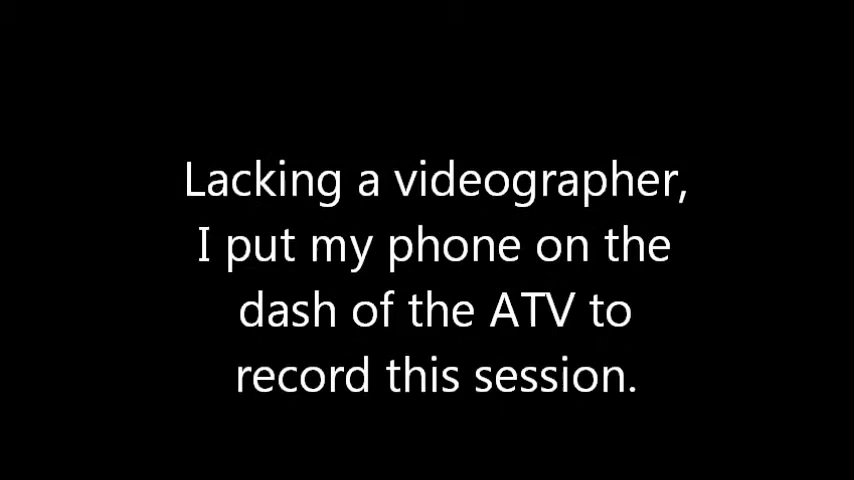 Lacking a videographer,
I put my phone on the
dash of the ATV to
record this session.